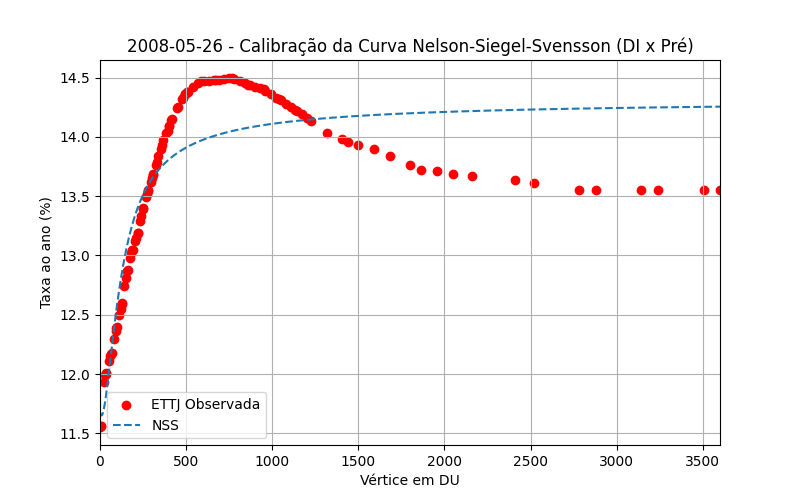 2008-05-26 - Calibração da Curva Nelson-Siegel-Svensson (DI x Pré)
Taxa ao ano (%)
14.5
14.0
13.5
13.0
12.5
12.0
11.5
ETTJ Observada
NSS
0 500 1000 1500 2000 2500 3000 3500
Vértice em DU